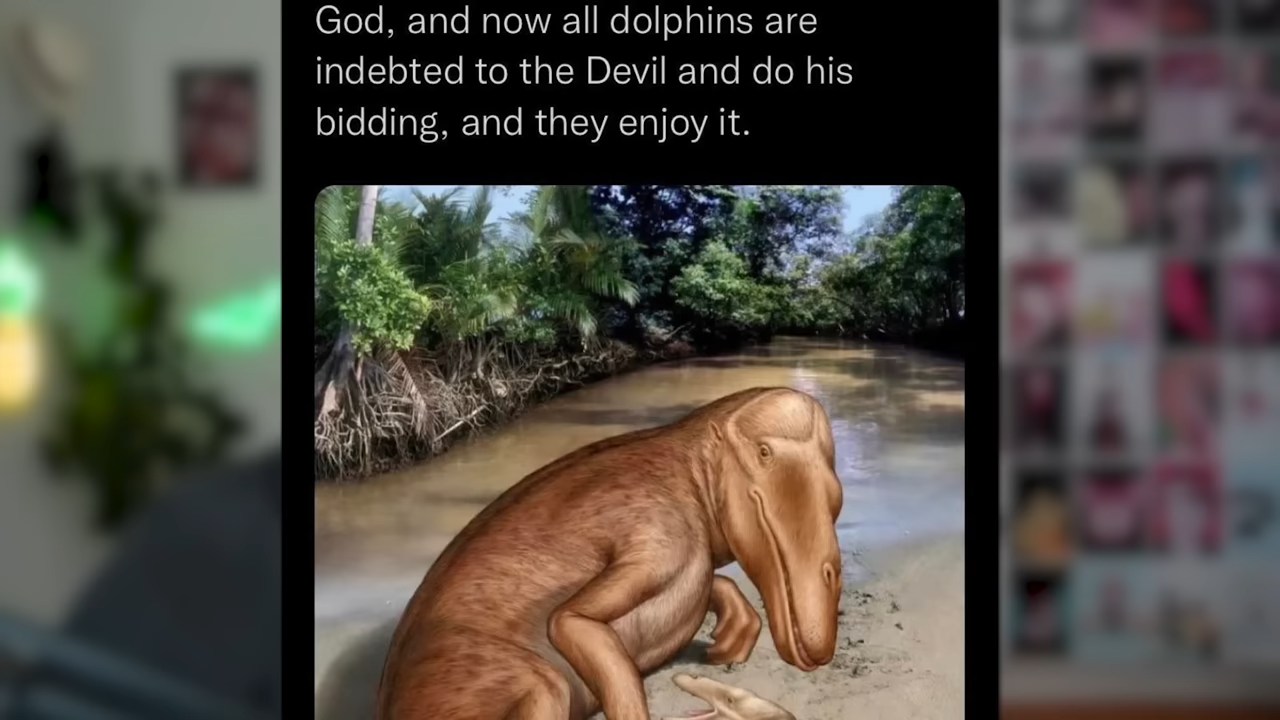 God, and now all dolphins are
indebted to the Devil and do his
bidding, and they enjoy it.